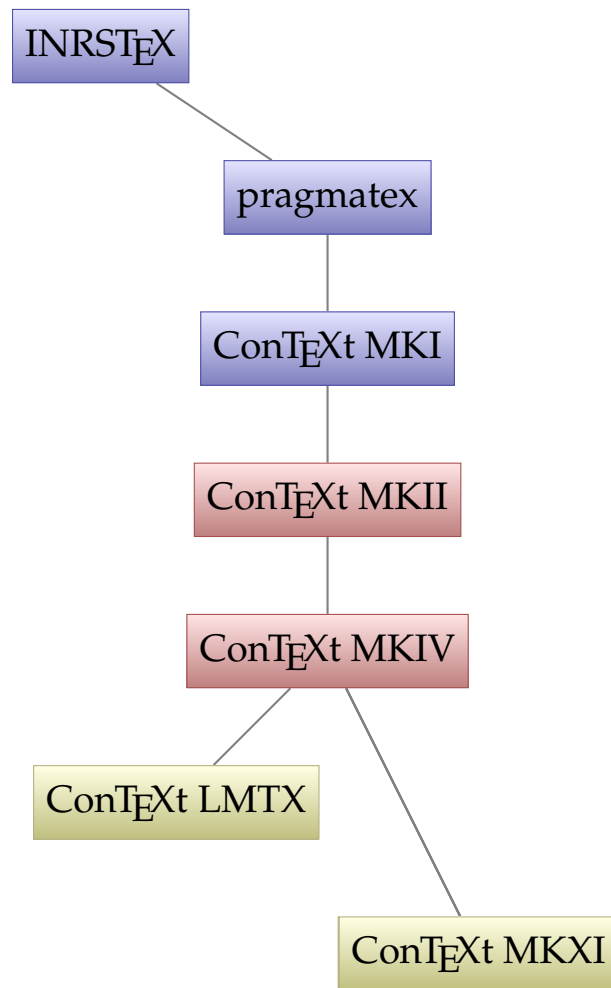 INRSTEX
pragmatex
ConTEXt MKI
ConTEXt MKII
ConTEXt MKIV
ConTEXt LMTX
ConTEXt MKXI